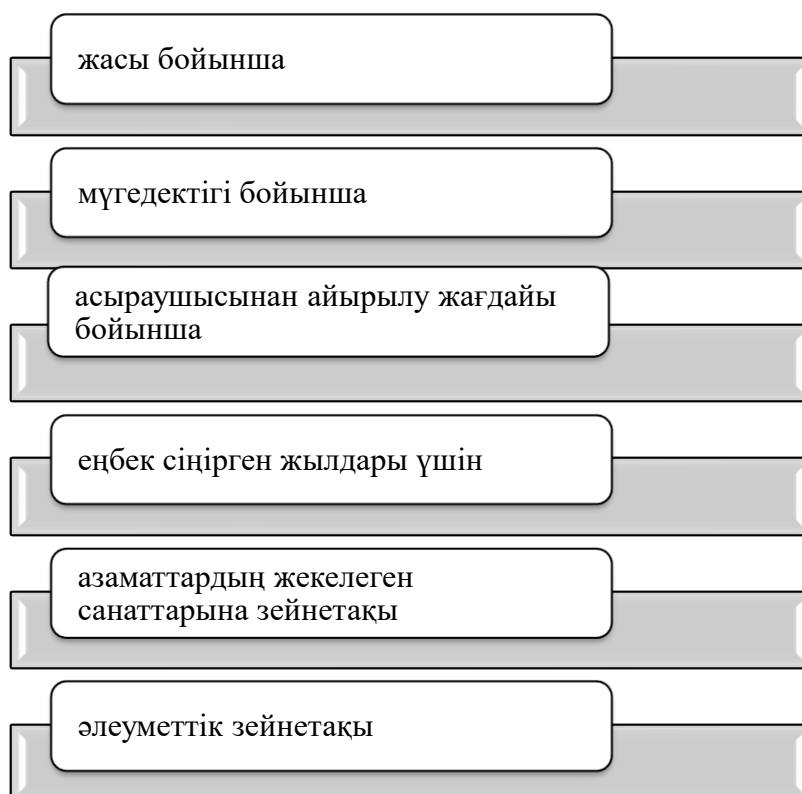 жасы бойынша
мүгедектігі бойынша
асыраушысынан айырылу жағдайы
бойынша
еңбек сіңірген жылдары үшін
азаматтардың жекелеген
санаттарына зейнетақы
әлеуметтік зейнетақы